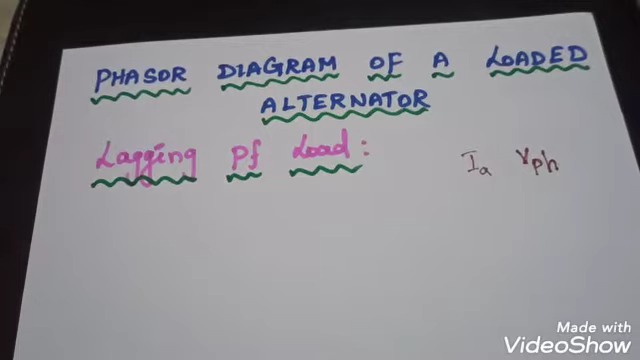 PHASOR DIAGRAM OF A LOADED
ALTERNATOR
Lagging Pf Load:
Ia Vph
Made with
VideoShow